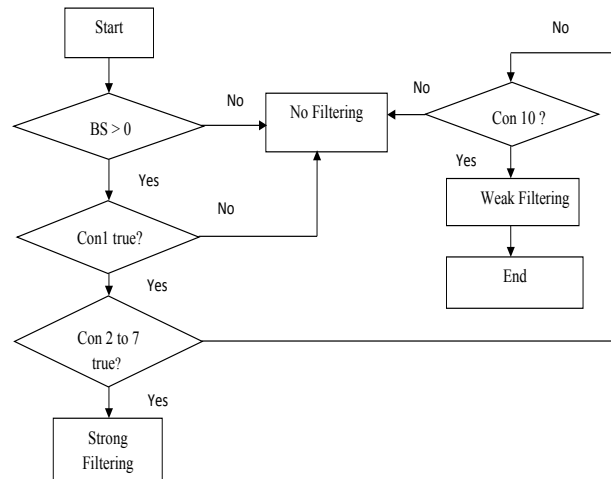 Start
No
BS > 0
No
No Filtering
No
Con 10 ?
Yes
Yes
Weak Filtering
No
Con1 true?
End
Yes
Con 2 to 7
true?
Yes
Strong
Filtering